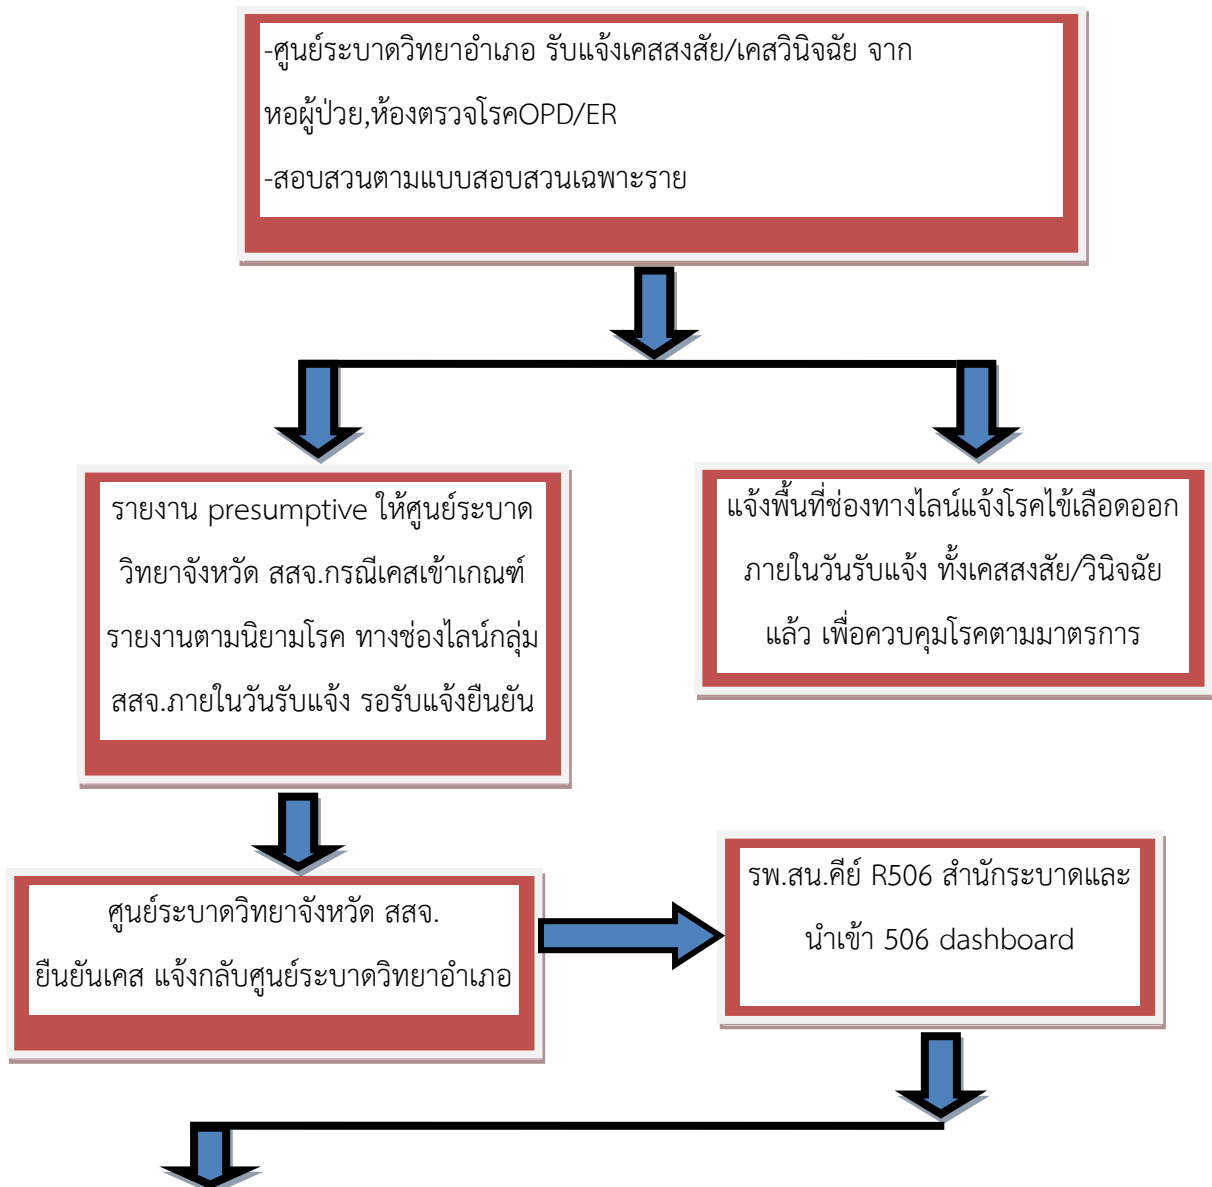 -ศูนย์ระบาดวิทยาอำเภอ รับแจ้งเคสสงสัย/เคสวินิจฉัย จาก
หอผู้ป่วย,ห้องตรวจโรคOPD/ER
-สอบสวนตามแบบสอบสวนเฉพาะราย
รายงาน presumptive ให้ศูนย์ระบาด
วิทยาจังหวัด สสจ.กรณีเคสเข้าเกณฑ์
รายงานตามนิยามโรค ทางช่องไลน์กลุ่ม
สสจ.ภายในวันรับแจ้ง รอรับแจ้งยืนยัน
แจ้งพื้นที่ช่องทางไลน์แจ้งโรคไข้เลือดออก
ภายในวันรับแจ้ง ทั้งเคสสงสัย/วินิจฉัย
แล้ว เพื่อควบคุมโรคตามมาตรการ
ศูนย์ระบาดวิทยาจังหวัด สสจ.
ยืนยันเคส แจ้งกลับศูนย์ระบาดวิทยาอำเภอ
รพ.สน.คีย์ R506 สำนักระบาดและ
นำเข้า 506 dashboard